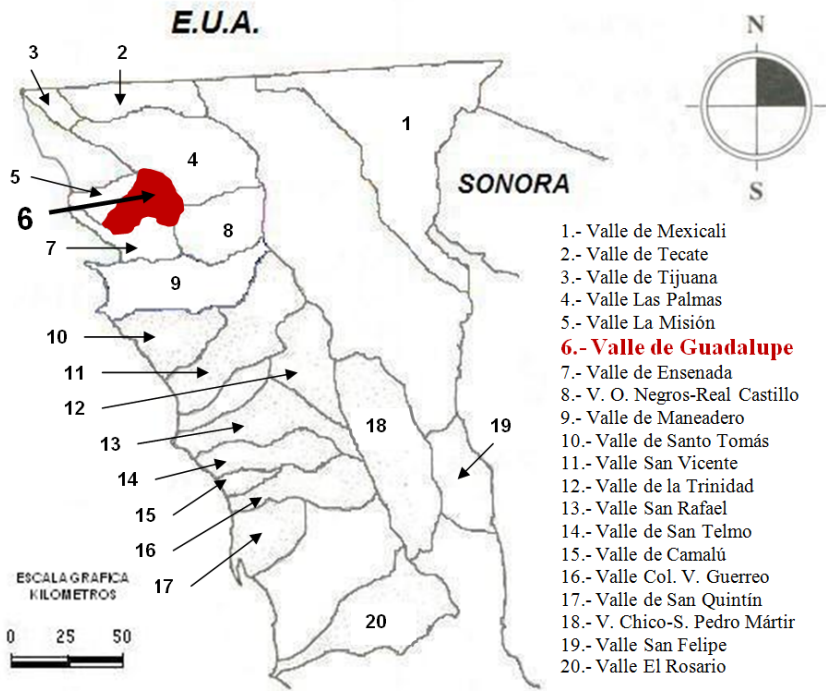 E.U.A.
N
S
SONORA
3
2
1
4
5
6
8
7
9
10
11
12
13
18
19
14
15
16
17
20
1.- Valle de Mexicali
2.- Valle de Tecate
3.- Valle de Tijuana
4.- Valle Las Palmas
5.- Valle La Misión
6.- Valle de Guadalupe
7.- Valle de Ensenada
8.- V. O. Negros-Real Castillo
9.- Valle de Maneadero
10.- Valle de Santo Tomás
11.- Valle San Vicente
12.- Valle de la Trinidad
13.- Valle San Rafael
14.- Valle de San Telmo
15.- Valle de Camalú
16.- Valle Col. V. Guerreo
17.- Valle de San Quintín
18.- V. Chico-S. Pedro Mártir
19.- Valle San Felipe
20.- Valle El Rosario
ESCALA GRAFICA
KILOMETROS
0 25 50